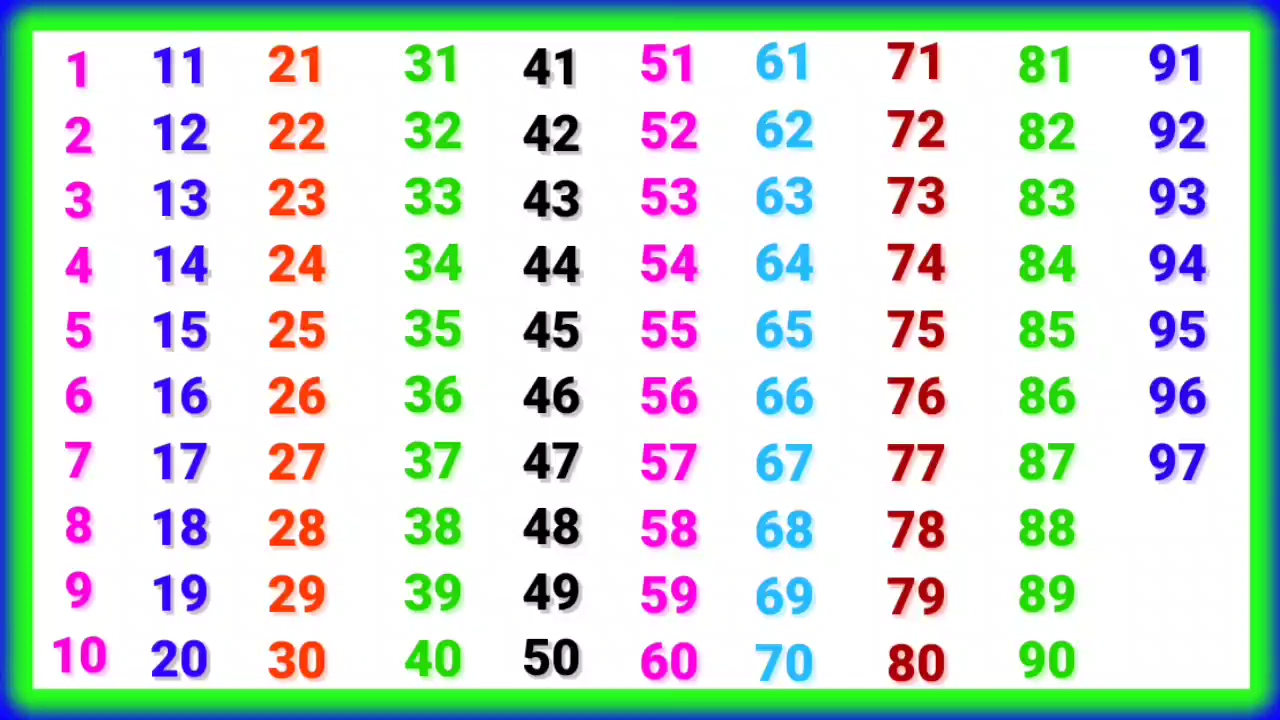 1 11 21 31 41 51 61 71 81 91
2 12 22 32 42 52 62 72 82 92
3 13 23 33 43 53 63 73 83 93
4 14 24 34 44 54 64 74 84 94
5 15 25 35 45 55 65 75 85 95
6 16 26 36 46 56 66 76 86 96
7 17 27 37 47 57 67 77 87 97
8 18 28 38 48 58 68 78 88
9 19 29 39 49 59 69 79 89
10 20 30 40 50 60 70 80 90